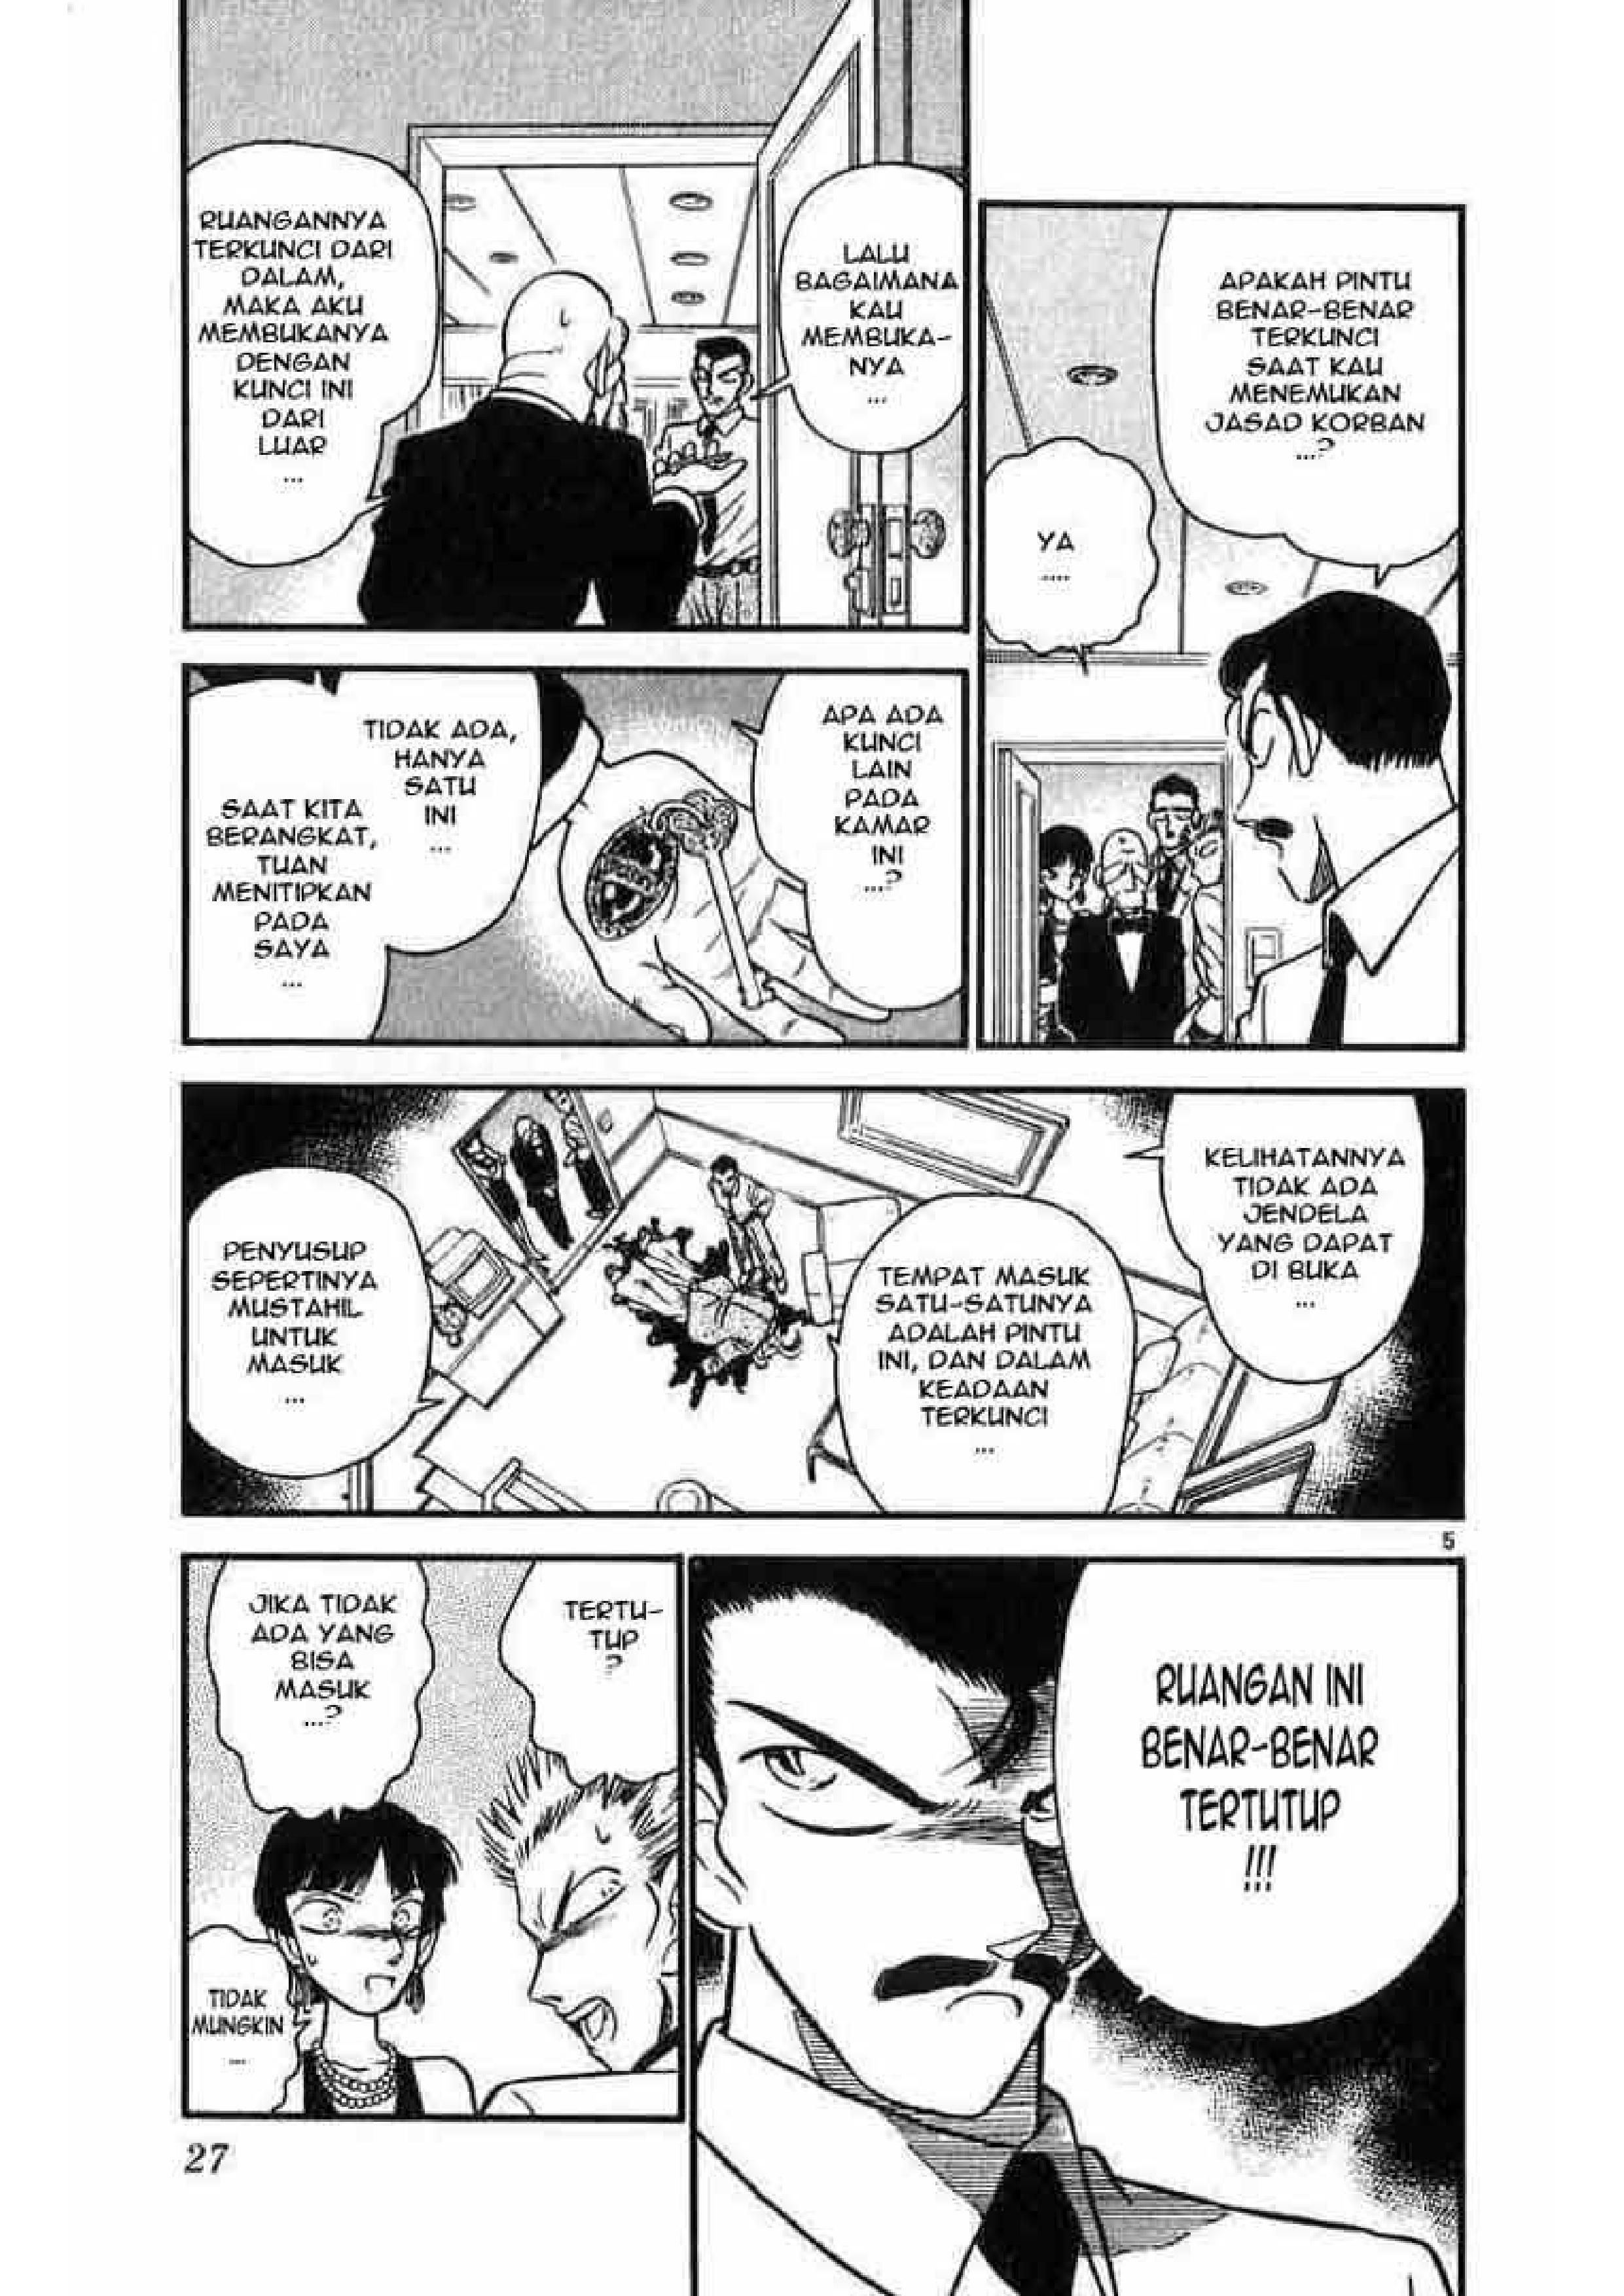 APAKAH PINTU
BENAR-BENAR
TERKUNCI
SAAT KAU
MENEMUKAN
JASAD KORBAN
...?
YA
....
LALU
BAGAIMANA
KAU
MEMBUKA-
NYA
...
RUANGANNYA
TERKUNCI DARI
DALAM,
MAKA AKU
MEMBUKANYA
DENGAN
KUNCI INI
DARI
LUAR
...
APA ADA
KUNCI
LAIN
PADA
KAMAR
INI
...?
TIDAK ADA,
HANYA
SATU
INI
...
SAAT KITA
BERANGKAT,
TUAN
MENITIPKAN
PADA
SAYA
...
KELIHATANNYA
TIDAK ADA
JENDELA
YANG DAPAT
DI BUKA
...
TEMPAT MASUK
SATU-SATUNYA
ADALAH PINTU
INI, DAN DALAM
KEADAAN
TERKUNCI
...
PENYUSUP
SEPERTINYA
MUSTAHIL
UNTUK
MASUK
...
5
RUANGAN INI
BENAR-BENAR
TERTUTUP
!!!
TERTU-
TUP
?
JIKA TIDAK
ADA YANG
BISA
MASUK
...?
TIDAK
MUNGKIN
...
27